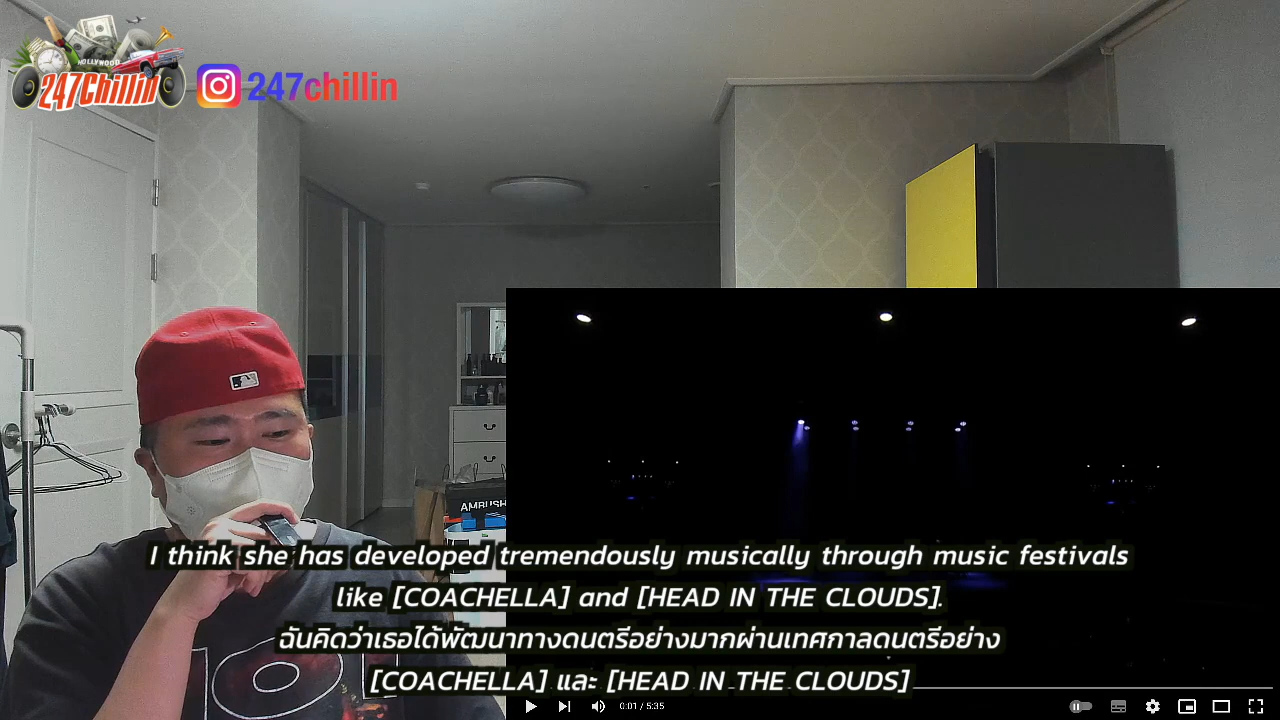 HOLLYWOOD
247Chillin
247chillin
AMBUSH
I think she has developed tremendously musically through music festivals
like [COACHELLA] and [HEAD IN THE CLOUDS].
ฉันคิดว่าเธอได้พัฒนาทางดนตรีอย่างมากผ่านเทศกาลดนตรีอย่าง
[COACHELLA] และ [HEAD IN THE CLOUDS]
0:01 / 5:35